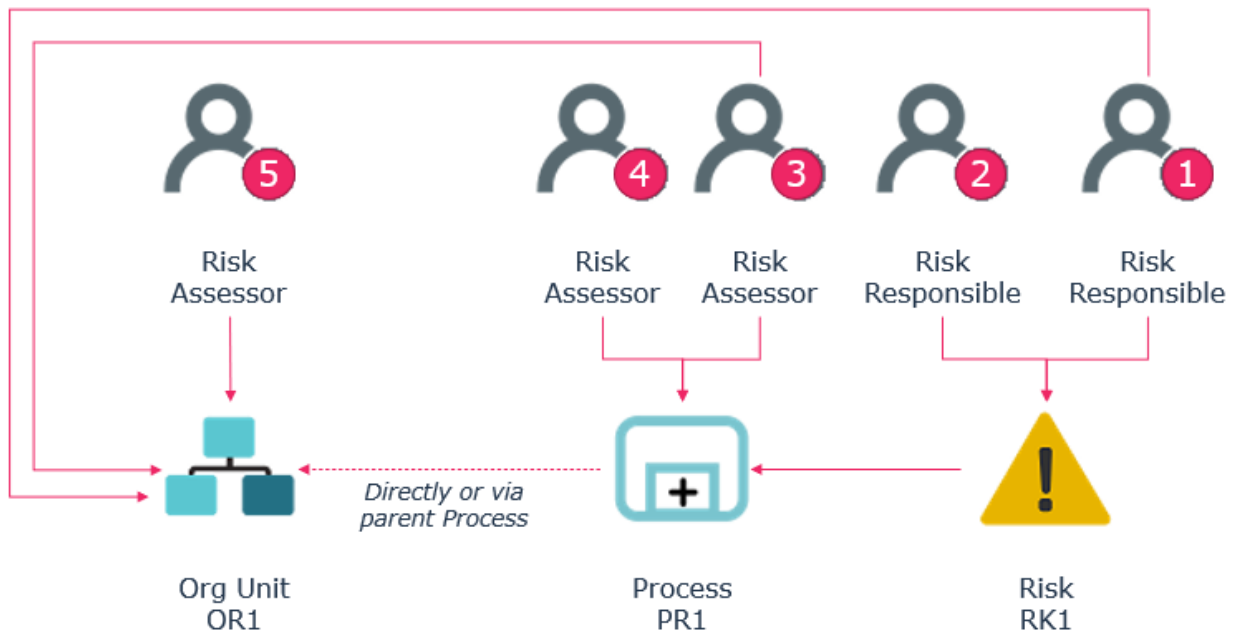 5
4
3
2
1
Risk
Assessor
Risk
Assessor
Risk
Assessor
Risk
Responsible
Risk
Responsible
Directly or via
parent Process
Org Unit
OR1
Process
PR1
Risk
RK1